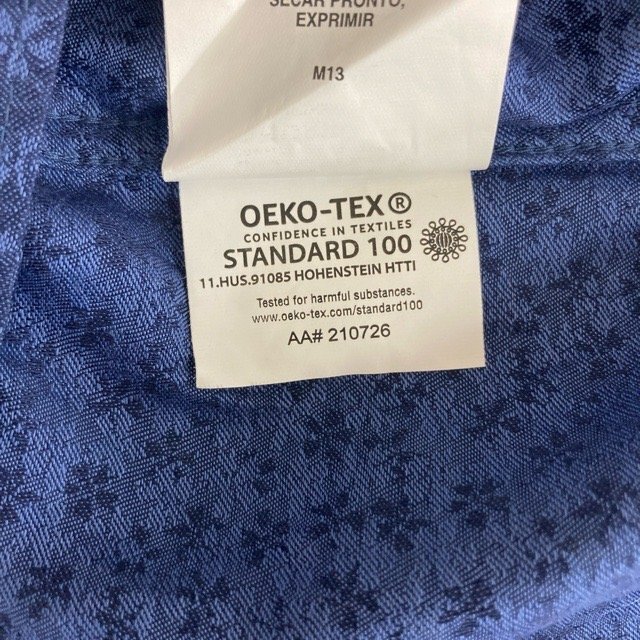 SECAR PRONTO,
EXPRIMIR
M13
OEKO-TEX®
CONFIDENCE IN TEXTILES
STANDARD 100
11.HUS.91085 HOHENSTEIN HTTI
Tested for harmful substances.
www.oeko-tex.com/standard100
AA# 210726